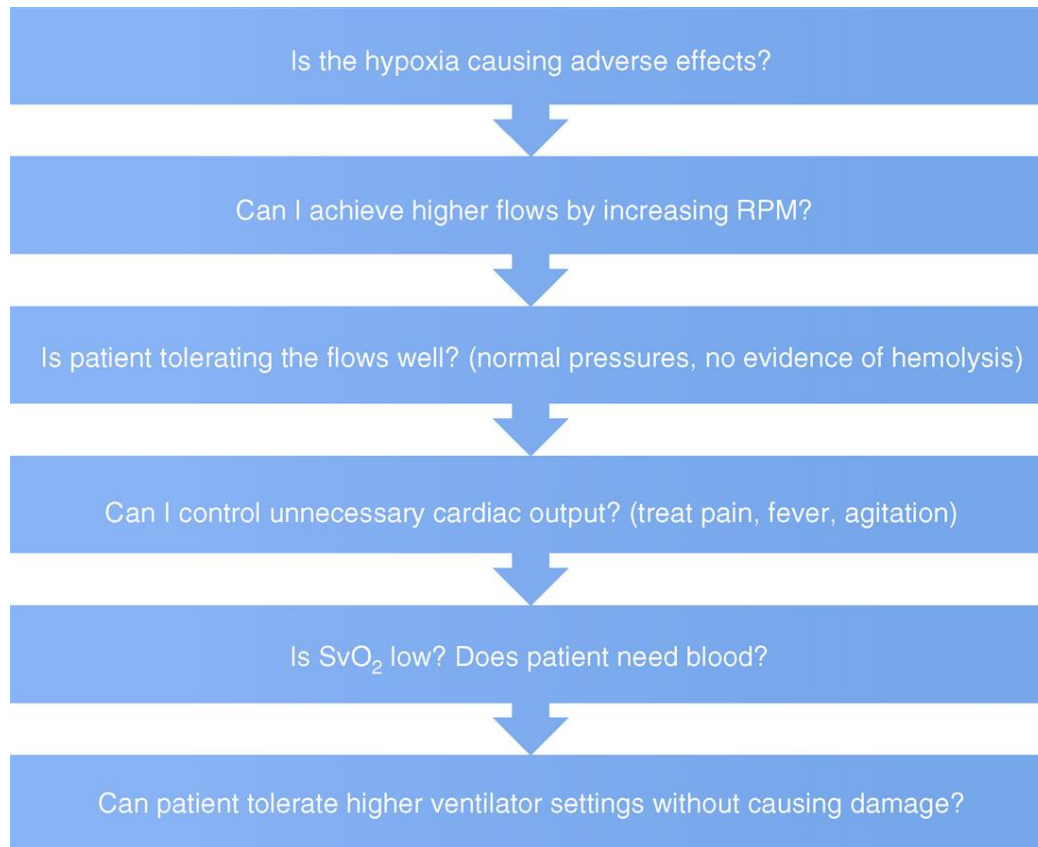 Is the hypoxia causing adverse effects?
Can I achieve higher flows by increasing RPM?
Is patient tolerating the flows well? (normal pressures, no evidence of hemolysis)
Can I control unnecessary cardiac output? (treat pain, fever, agitation)
Is SvO₂ low? Does patient need blood?
Can patient tolerate higher ventilator settings without causing damage?